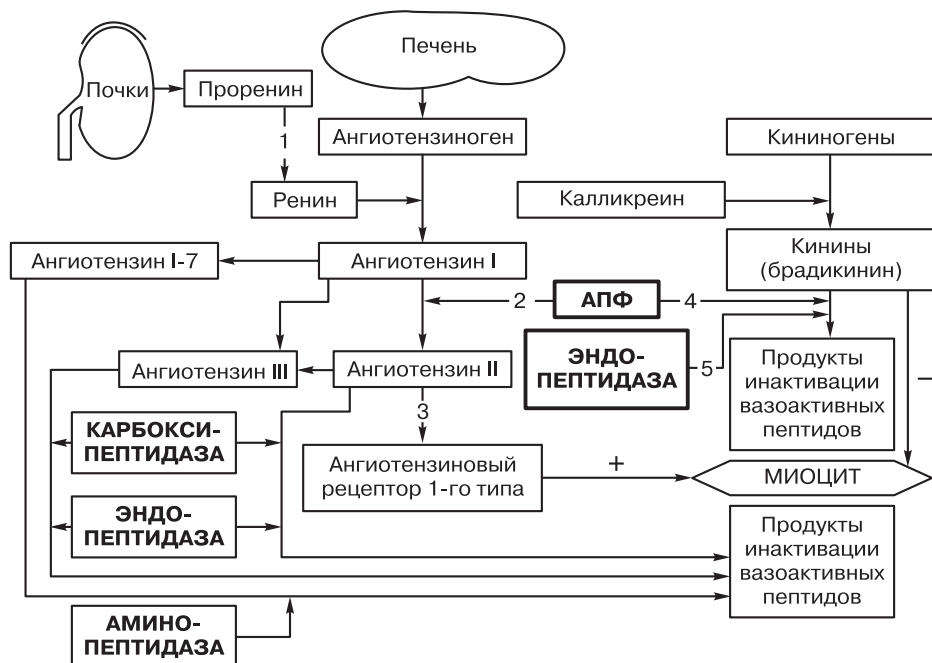 Печень
Почки
Проренин
1
Ангиотензиноген
Кининогены
Ренин
Калликреин
Ангиотензин I-7
Ангиотензин I
Кинины
(брадикинин)
2
АПФ
4
ЭНДО-
ПЕПТИДАЗА
5
Ангиотензин III
Ангиотензин II
Продукты
инактивации
вазоактивных
пептидов
–
3
КАРБОКСИ-
ПЕПТИДАЗА
Ангиотензиновый
рецептор 1-го типа
+
МИОЦИТ
ЭНДО-
ПЕПТИДАЗА
Продукты
инактивации
вазоактивных
пептидов
АМИНО-
ПЕПТИДАЗА